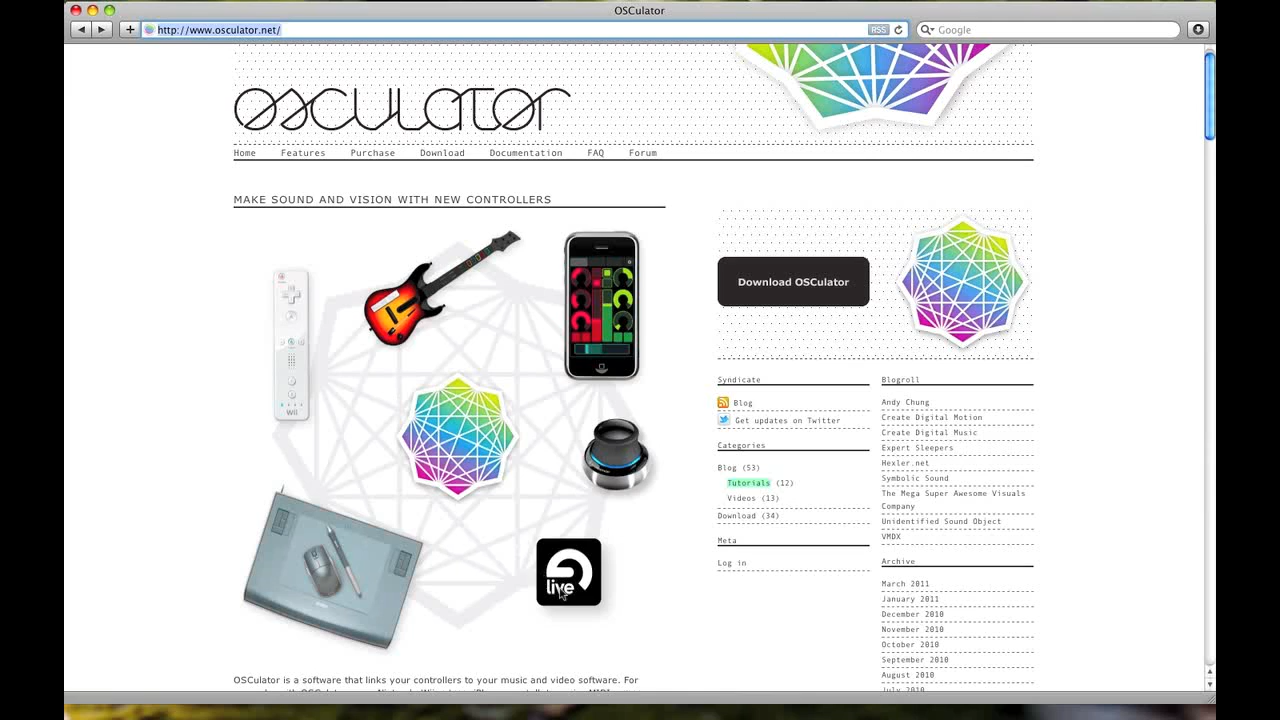 OSCulator
http://www.osculator.net/
RSS
Google
osculator
Home Features Purchase Download Documentation FAQ Forum
MAKE SOUND AND VISION WITH NEW CONTROLLERS
Wii
live
OSCulator is a software that links your controllers to your music and video software. For
Download OSCulator
Syndicate
Blog
Get updates on Twitter
Categories
Blog (53)
Tutorials (12)
Videos (13)
Download (34)
Meta
Log in
Blogroll
Andy Chung
Create Digital Motion
Create Digital Music
Expert Sleepers
Hexler.net
Symbolic Sound
The Mega Super Awesome Visuals
Company
Unidentified Sound Object
VMDX
Archive
March 2011
January 2011
December 2010
November 2010
October 2010
September 2010
August 2010
July 2010